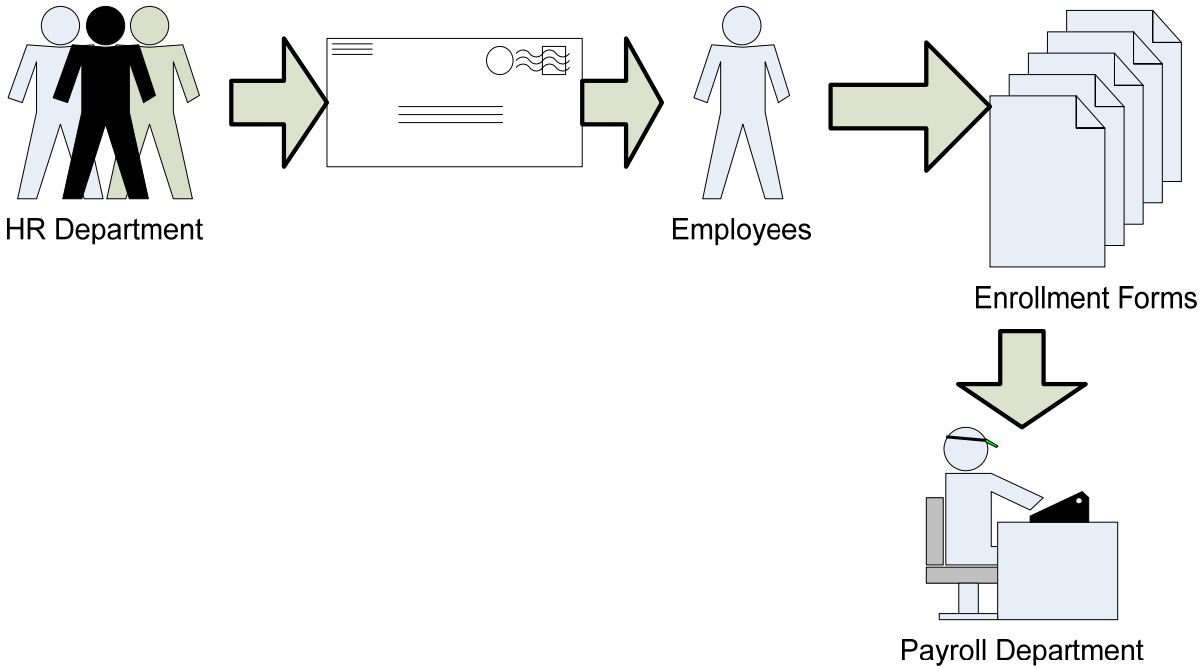 HR Department
Employees
Enrollment Forms
Payroll Department